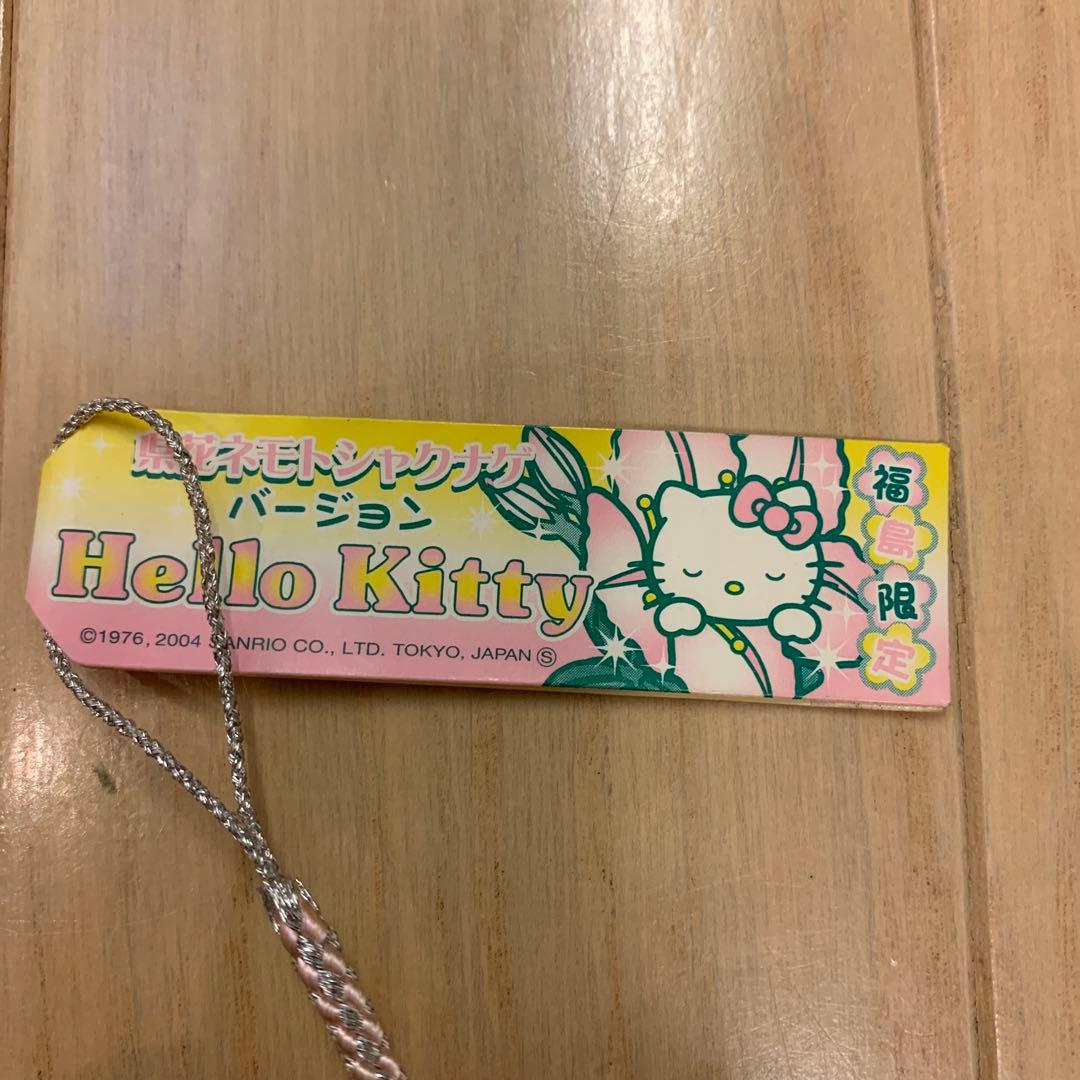 県花ネモトシャクナゲ
バージョン
Hello Kitty
©1976, 2004 SANRIO CO., LTD. TOKYO, JAPAN Ⓢ
福島限定